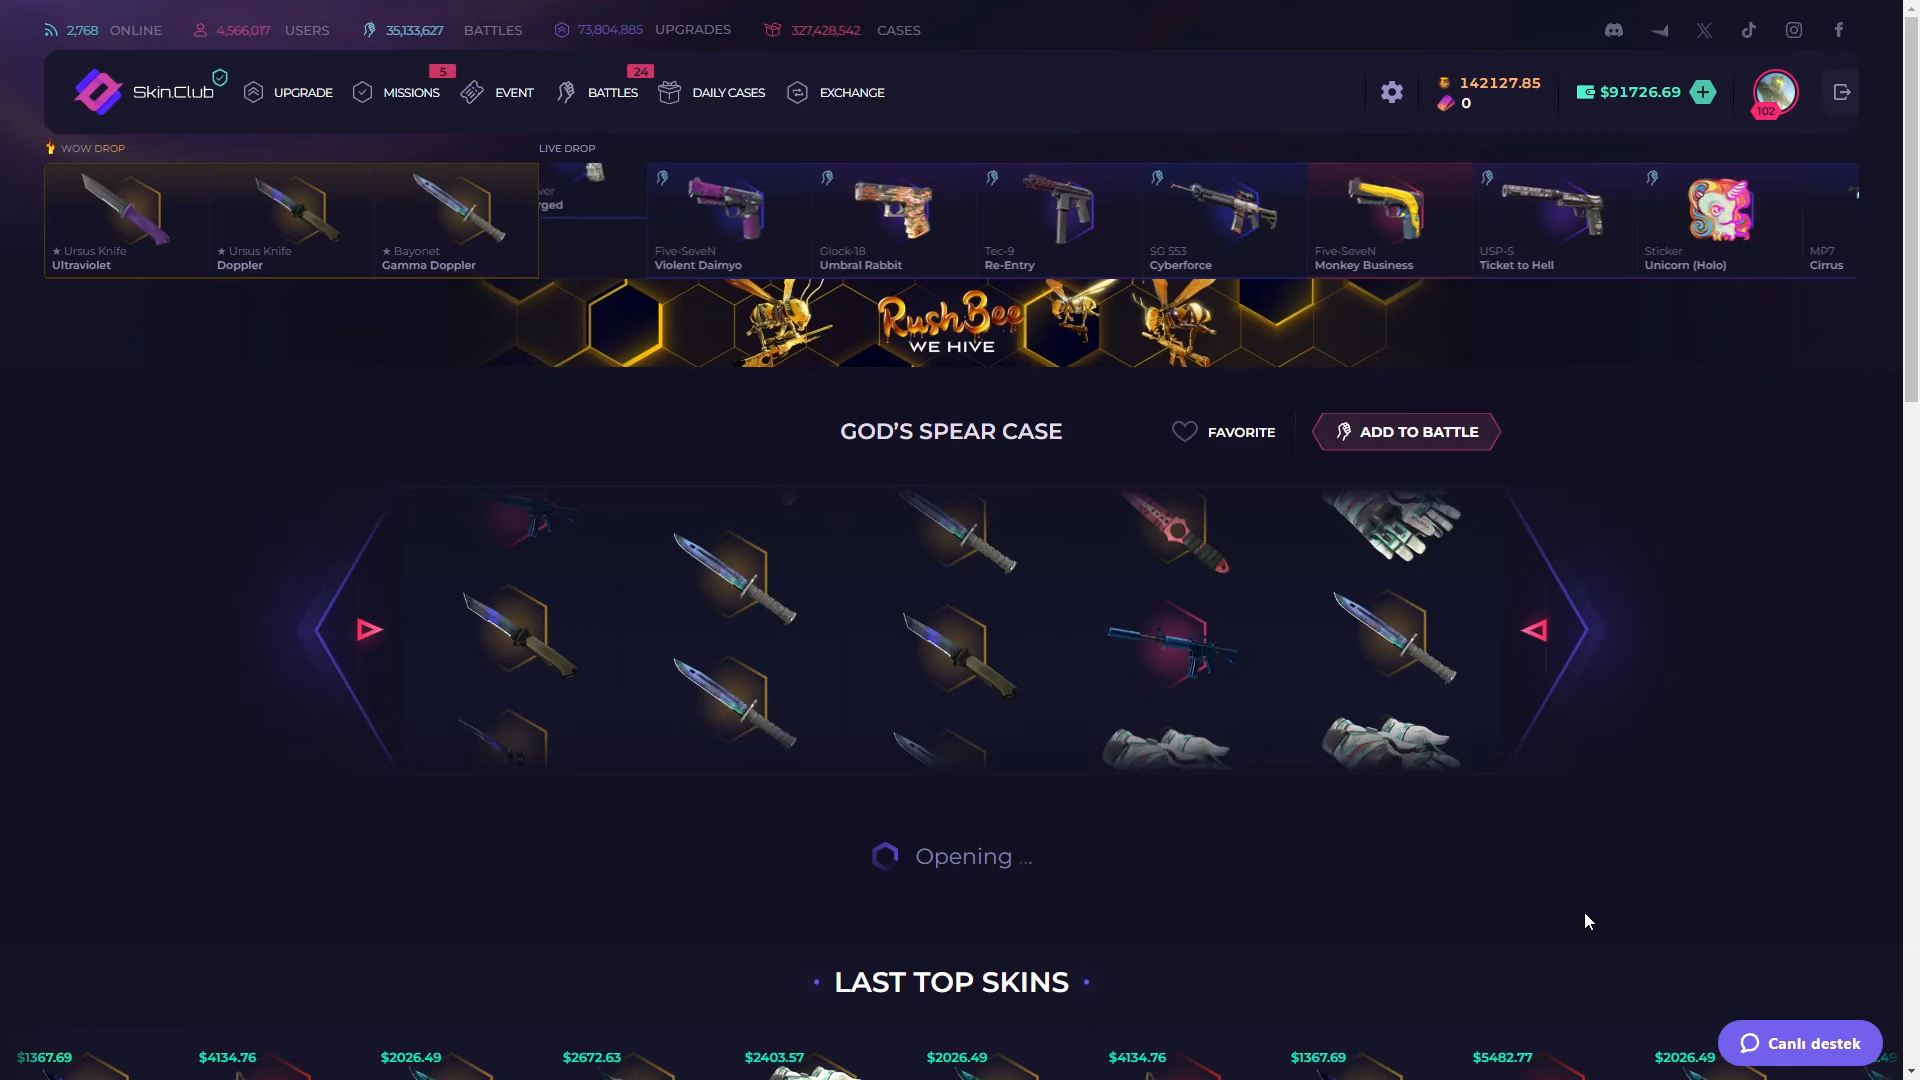 2,768 ONLINE 4,566,017 USERS 35,133,627 BATTLES 73,804,885 UPGRADES 327,428,542 CASES
Skin.Club UPGRADE 5 MISSIONS EVENT 24 BATTLES DAILY CASES EXCHANGE
142127.85
0
$91726.69
102
WOW DROP LIVE DROP
★ Ursus Knife
Ultraviolet
★ Ursus Knife
Doppler
★ Bayonet
Gamma Doppler
ver
rged
Five-SeveN
Violent Daimyo
Glock-18
Umbral Rabbit
Tec-9
Re-Entry
SG 553
Cyberforce
Five-SeveN
Monkey Business
USP-S
Ticket to Hell
Sticker
Unicorn (Holo)
MP7
Cirrus
RushBee
WE HIVE
GOD'S SPEAR CASE FAVORITE ADD TO BATTLE
Opening ...
• LAST TOP SKINS •
$1367.69 $4134.76 $2026.49 $2672.63 $2403.57 $2026.49 $4134.76 $1367.69 $5482.77 $2026.49 .49
Canlı destek